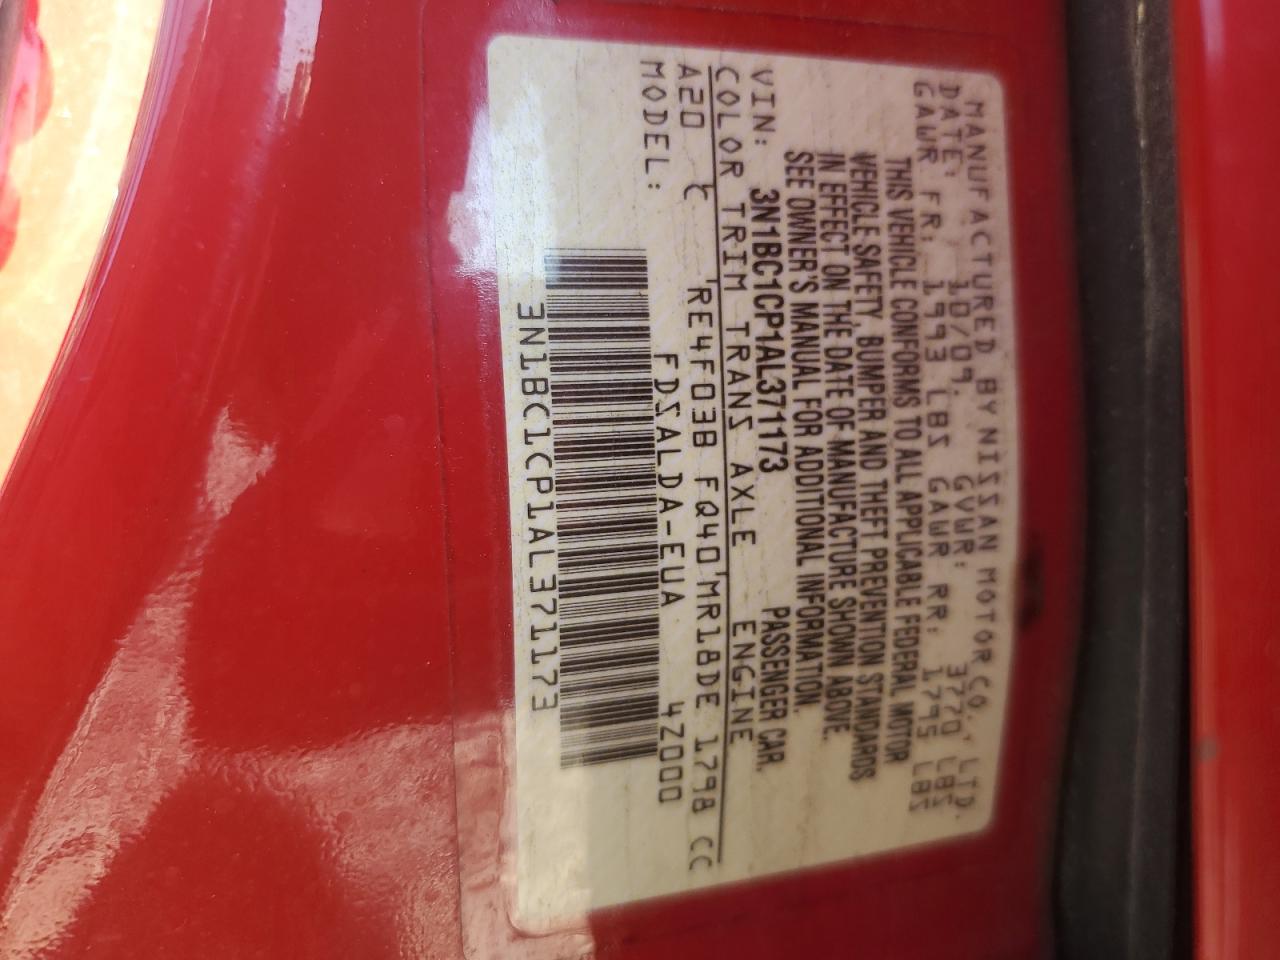 MANUFACTURED BY NISSAN MOTOR CO., LTD.
DATE: 10/09. GVWR: 3770 LBS
GAWR FR: 1993 LBS GAWR RR: 1795 LBS
THIS VEHICLE CONFORMS TO ALL APPLICABLE FEDERAL MOTOR
VEHICLE SAFETY, BUMPER AND THEFT PREVENTION STANDARDS
IN EFFECT ON THE DATE OF MANUFACTURE SHOWN ABOVE.
SEE OWNER'S MANUAL FOR ADDITIONAL INFORMATION.
VIN: 3N1BC1CP1AL371173 PASSENGER CAR.
COLOR TRIM TRANS AXLE ENGINE
A20 C RE4F03B FQ40 MR18DE 1798 CC
MODEL: FDSALDA-EUA 4Z000
3N1BC1CP1AL371173